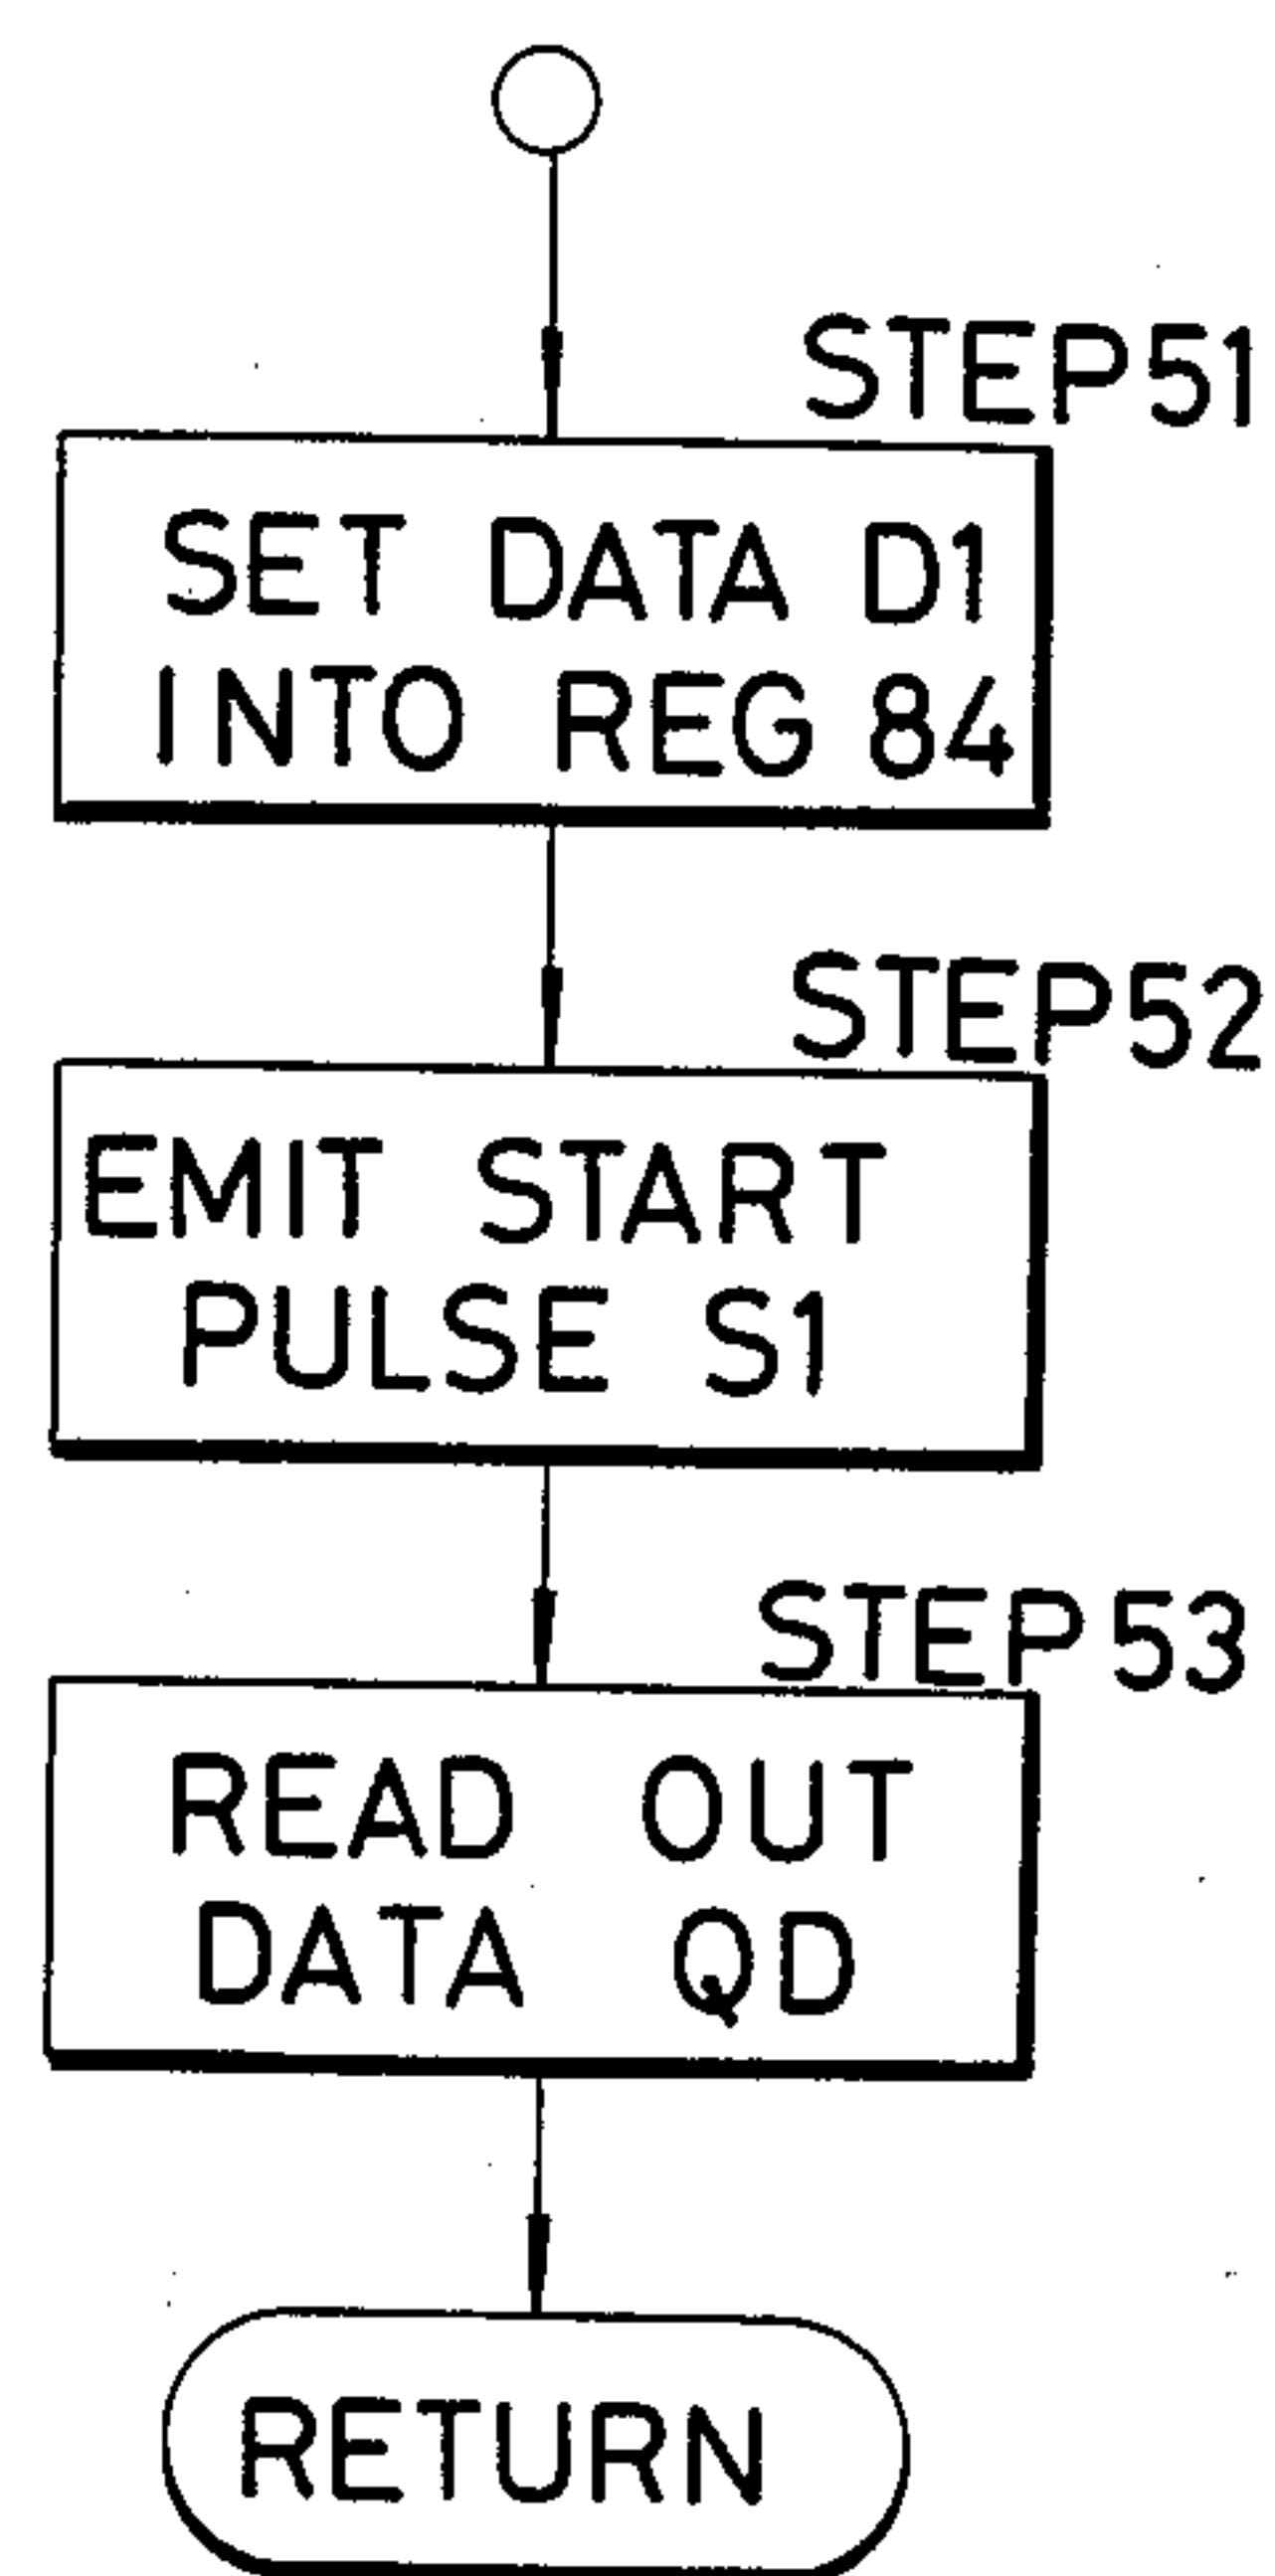 STEP51
SET DATA D1
INTO REG 84
STEP52
EMIT START
PULSE S1
STEP53
READ OUT
DATA QD
RETURN